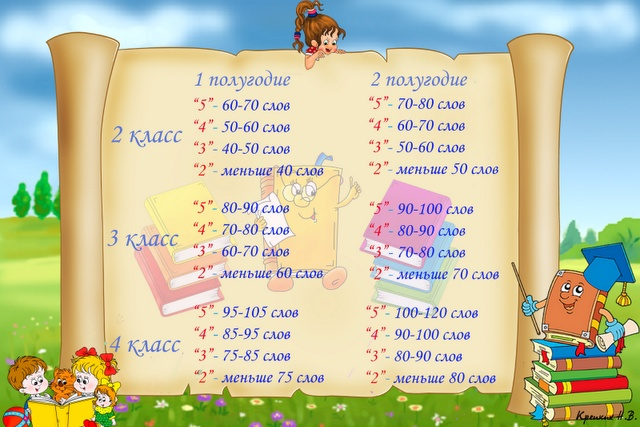 1 полугодие 2 полугодие
2 класс
"5"- 60-70 слов "5"- 70-80 слов
"4"- 50-60 слов "4"- 60-70 слов
"3"- 40-50 слов "3"- 50-60 слов
"2"- меньше 40 слов "2"- меньше 50 слов
3 класс
"5"- 80-90 слов "5"- 90-100 слов
"4"- 70-80 слов "4"- 80-90 слов
"3"- 60-70 слов "3"- 70-80 слов
"2"- меньше 60 слов "2"- меньше 70 слов
4 класс
"5"- 95-105 слов "5"- 100-120 слов
"4"- 85-95 слов "4"- 90-100 слов
"3"- 75-85 слов "3"- 80-90 слов
"2"- меньше 75 слов "2"- меньше 80 слов
Н.В.